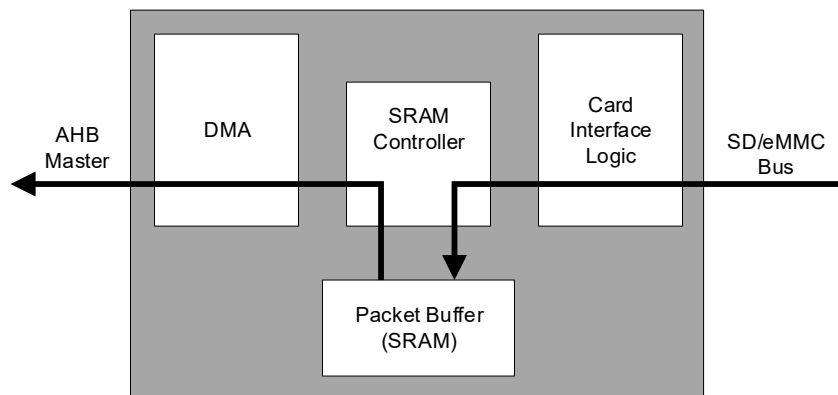 AHB
Master
DMA
SRAM
Controller
Card
Interface
Logic
SD/eMMC
Bus
Packet Buffer
(SRAM)